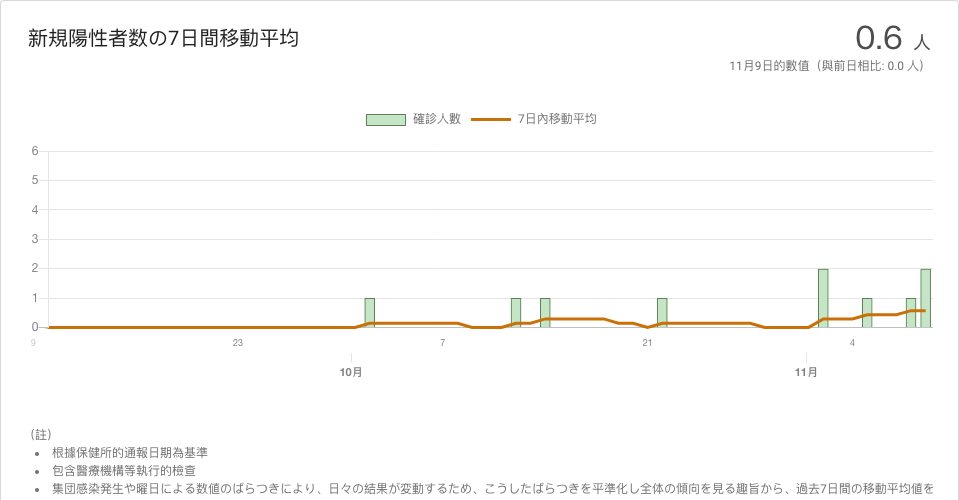 新規陽性者数の7日間移動平均
0.6 人
11月9日的數值（與前日相比: 0.0 人）
確診人數 7日內移動平均
6
5
4
3
2
1
0
9 23 7 21 4
10月 11月
（註）
• 根據保健所的通報日期為基準
• 包含醫療機構等執行的檢查
• 集団感染発生や曜日による数値のばらつきにより、日々の結果が変動するため、こうしたばらつきを平準化し全体の傾向を見る趣旨から、過去7日間の移動平均値を